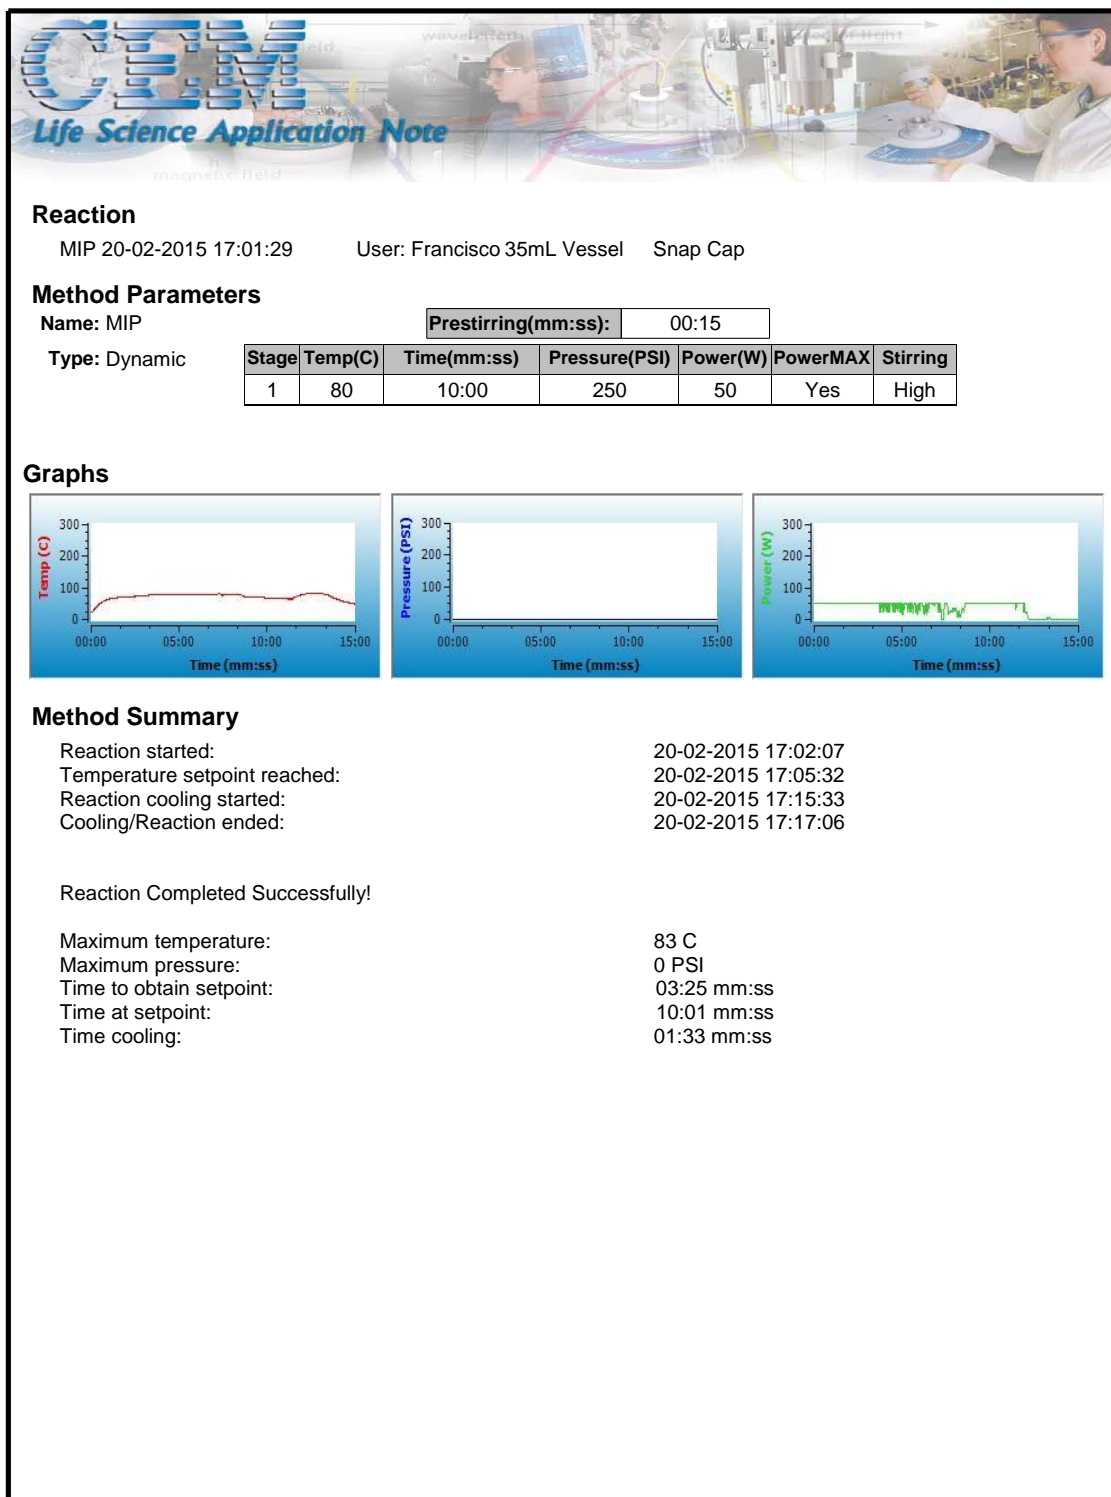 CEM
wavelength
speed of light
field
Life Science Application Note
magnetic field
Reaction
MIP 20-02-2015 17:01:29 User: Francisco 35mL Vessel Snap Cap
Method Parameters
Name: MIP Prestirring(mm:ss): 00:15
Type: Dynamic
Stage Temp(C) Time(mm:ss) Pressure(PSI) Power(W) PowerMAX Stirring
1 80 10:00 250 50 Yes High
Graphs
Temp (C)
300
200
100
0
00:00 05:00 10:00 15:00
Time (mm:ss)
Pressure (PSI)
300
200
100
0
00:00 05:00 10:00 15:00
Time (mm:ss)
Power (W)
300
200
100
0
00:00 05:00 10:00 15:00
Time (mm:ss)
Method Summary
Reaction started: 20-02-2015 17:02:07
Temperature setpoint reached: 20-02-2015 17:05:32
Reaction cooling started: 20-02-2015 17:15:33
Cooling/Reaction ended: 20-02-2015 17:17:06
Reaction Completed Successfully!
Maximum temperature: 83 C
Maximum pressure: 0 PSI
Time to obtain setpoint: 03:25 mm:ss
Time at setpoint: 10:01 mm:ss
Time cooling: 01:33 mm:ss